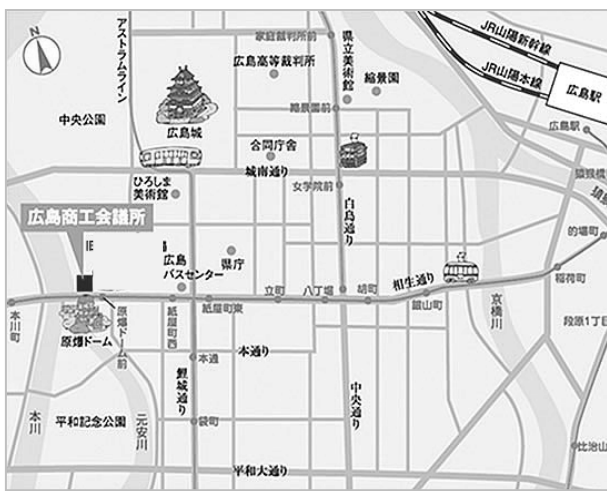 家庭裁判所前
JR山陽新幹線
JR山陽本線
広島駅
広島駅
アストラムライン
県立美術館
広島高等裁判所
縮景園
縮景園前
中央公園
広島城
合同庁舎
城南通り
女学院前
白島通り
ひろしま
美術館
猿猴橋
広島商工会議所
広島
バスセンター
県庁
的場町
稲荷町
相生通り
立町
八丁堀
胡町
銀山町
京橋川
段原1丁目
本川町
原爆ドーム
原爆ドーム前
紙屋町西
紙屋町東
本通
本通り
鯉城通り
中央通り
袋町
本川
平和記念公園
元安川
平和大通り
比治山